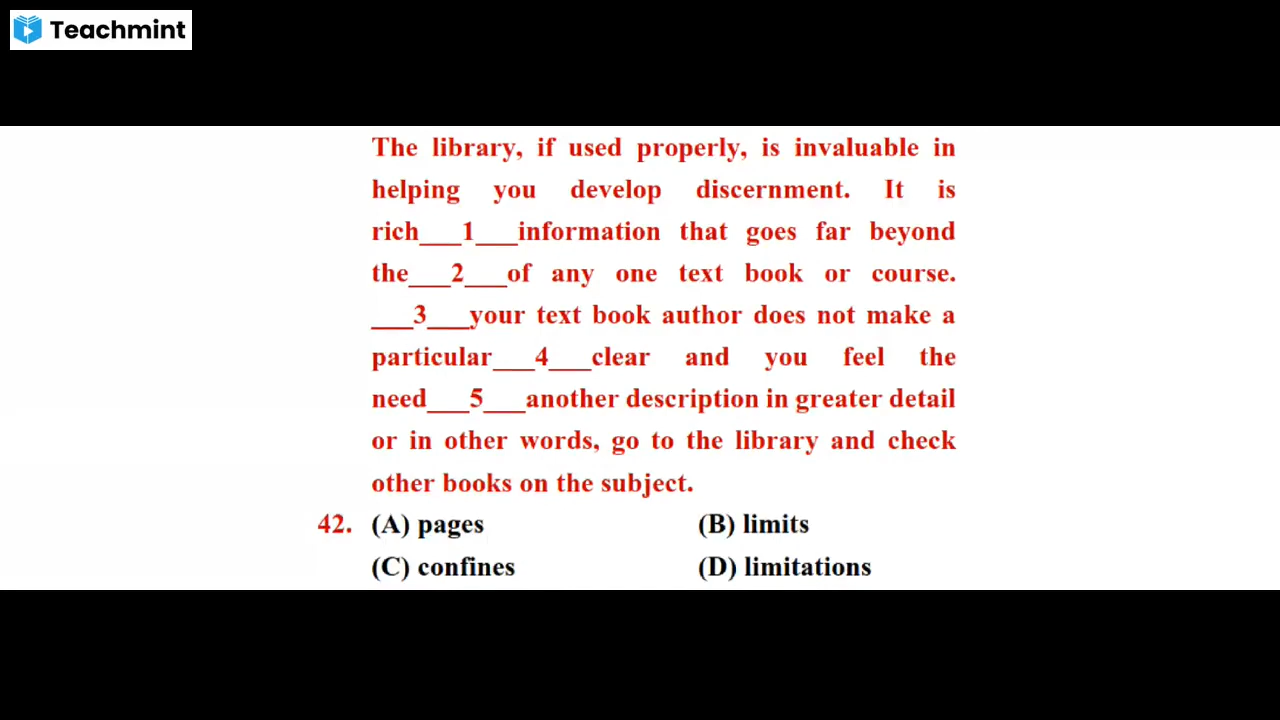 Teachmint
The library, if used properly, is invaluable in
helping you develop discernment. It is
rich___1___information that goes far beyond
the___2___of any one text book or course.
___3___your text book author does not make a
particular___4___clear and you feel the
need___5___another description in greater detail
or in other words, go to the library and check
other books on the subject.
42. (A) pages (B) limits
(C) confines (D) limitations